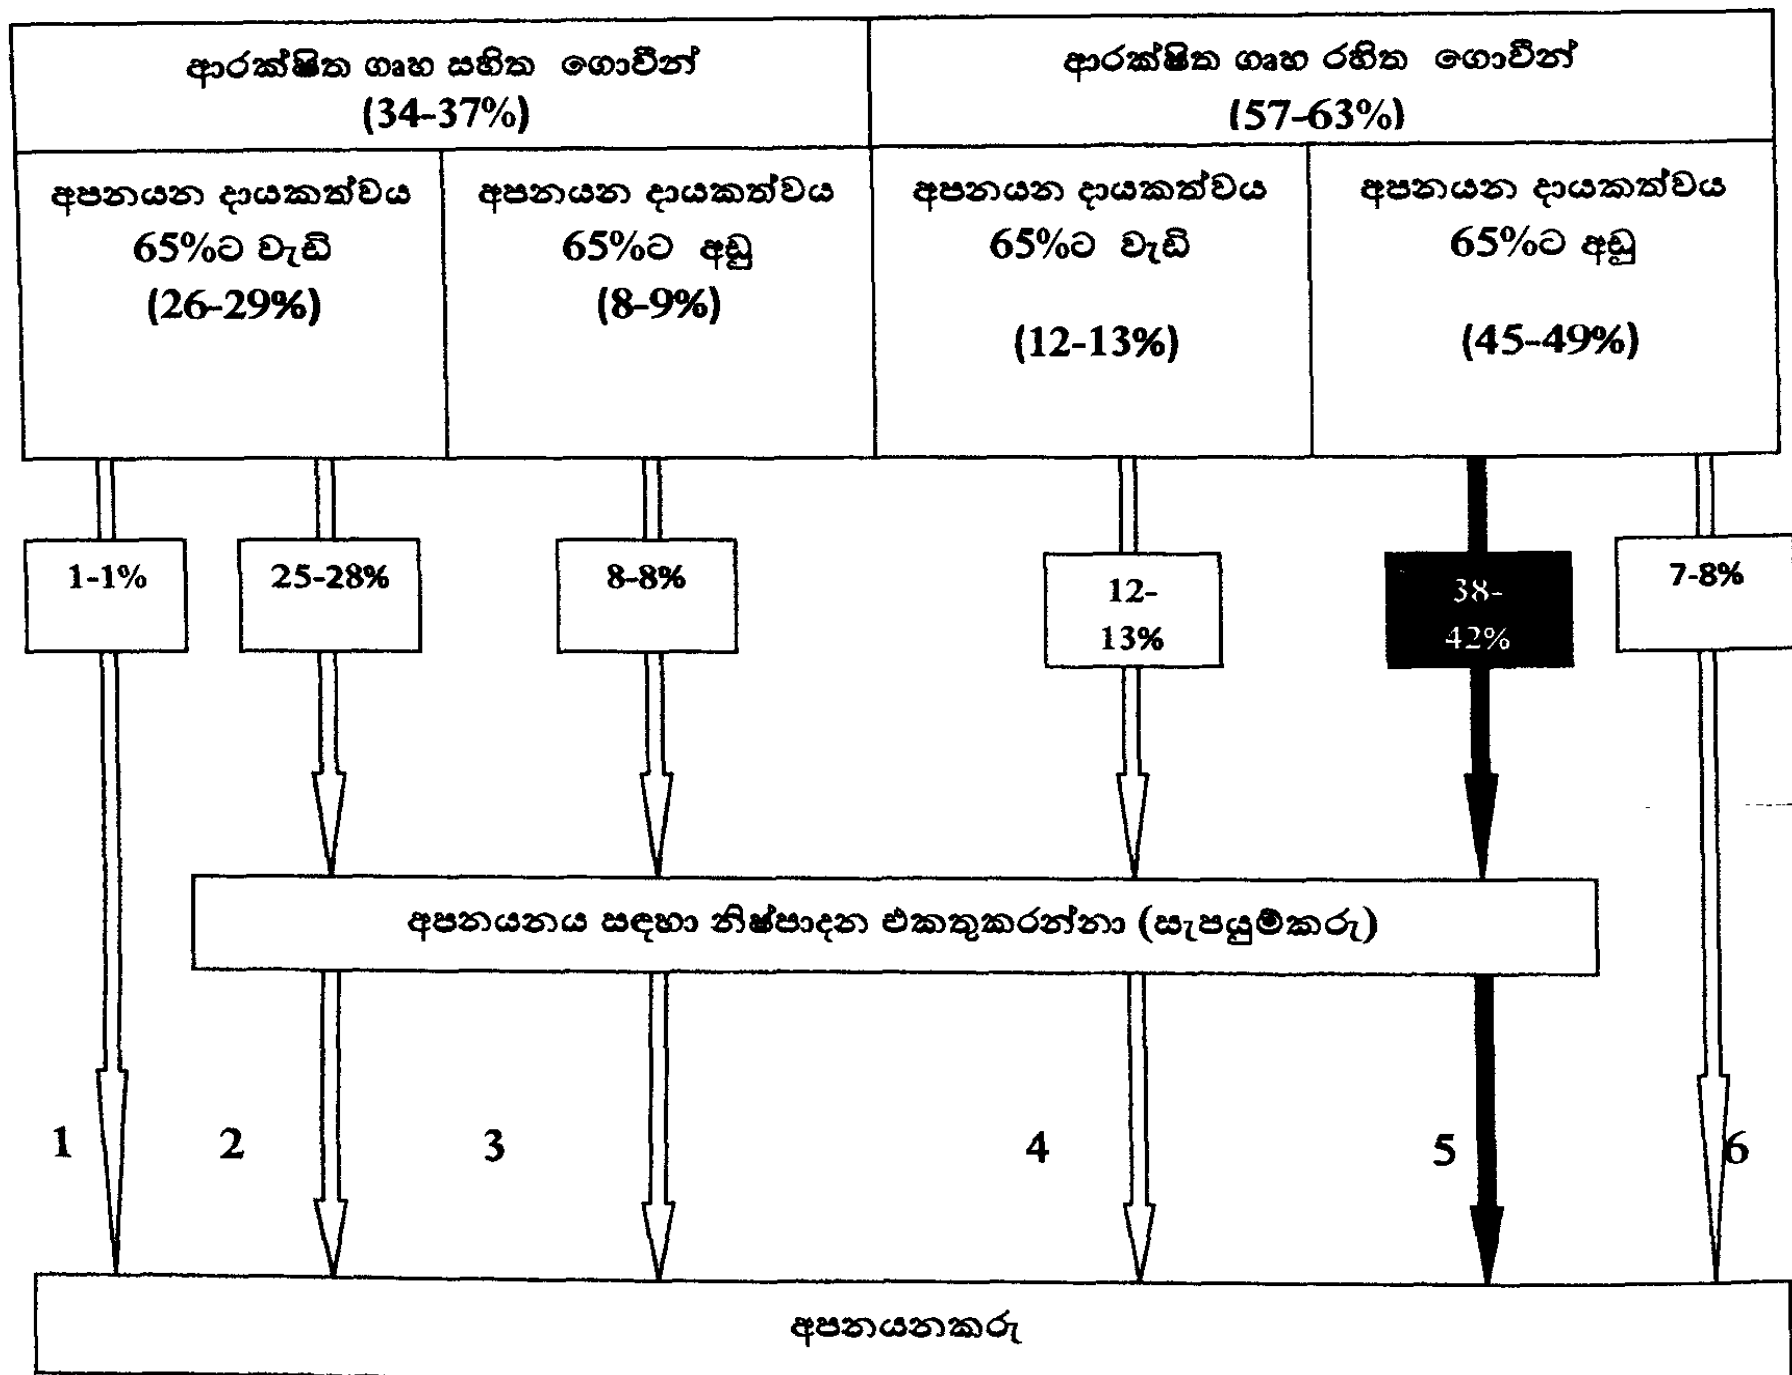 ආරක්ෂිත ගෘහ සහිත ගොවීන්
(34-37%)
ආරක්ෂිත ගෘහ රහිත ගොවීන්
(57-63%)
අපනයන දායකත්වය
65%ට වැඩි
(26-29%)
අපනයන දායකත්වය
65%ට අඩු
(8-9%)
අපනයන දායකත්වය
65%ට වැඩි
(12-13%)
අපනයන දායකත්වය
65%ට අඩු
(45-49%)
1-1%
25-28%
8-8%
12-
13%
38-
42%
7-8%
අපනයනය සඳහා නිෂ්පාදන එකතුකරන්නා (සැපයුම්කරු)
1
2
3
4
5
6
අපනයනකරු